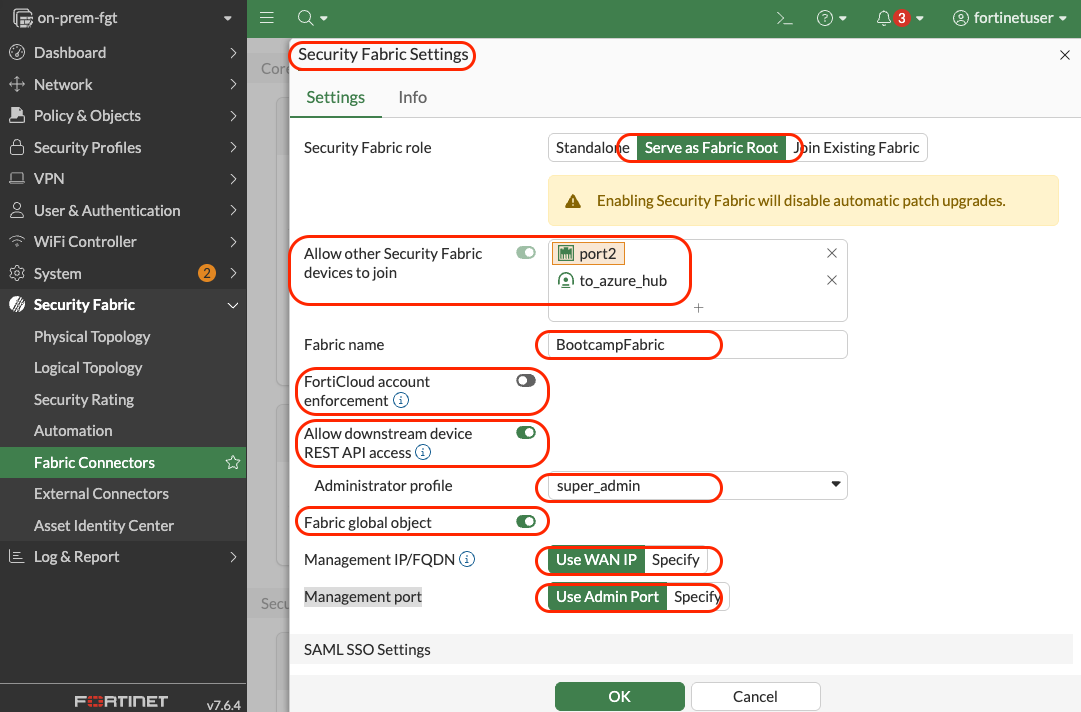 on-prem-fgt
3
fortinetuser
Dashboard
Network
Policy & Objects
Security Profiles
VPN
User & Authentication
WiFi Controller
System 2
Security Fabric
Physical Topology
Logical Topology
Security Rating
Automation
Fabric Connectors
External Connectors
Asset Identity Center
Log & Report
FORTINET v7.6.4
Core
Secu
Security Fabric Settings
Settings Info
Security Fabric role Standalone Serve as Fabric Root Join Existing Fabric
Enabling Security Fabric will disable automatic patch upgrades.
Allow other Security Fabric port2
devices to join to_azure_hub
Fabric name BootcampFabric
FortiCloud account
enforcement
Allow downstream device
REST API access
Administrator profile super_admin
Fabric global object
Management IP/FQDN Use WAN IP Specify
Management port Use Admin Port Specify
SAML SSO Settings
OK Cancel